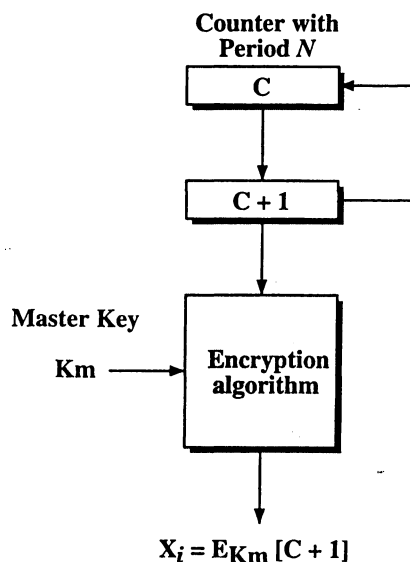 Counter with
Period N
C
C + 1
Master Key
Km
Encryption
algorithm
Xi = EKm [C + 1]